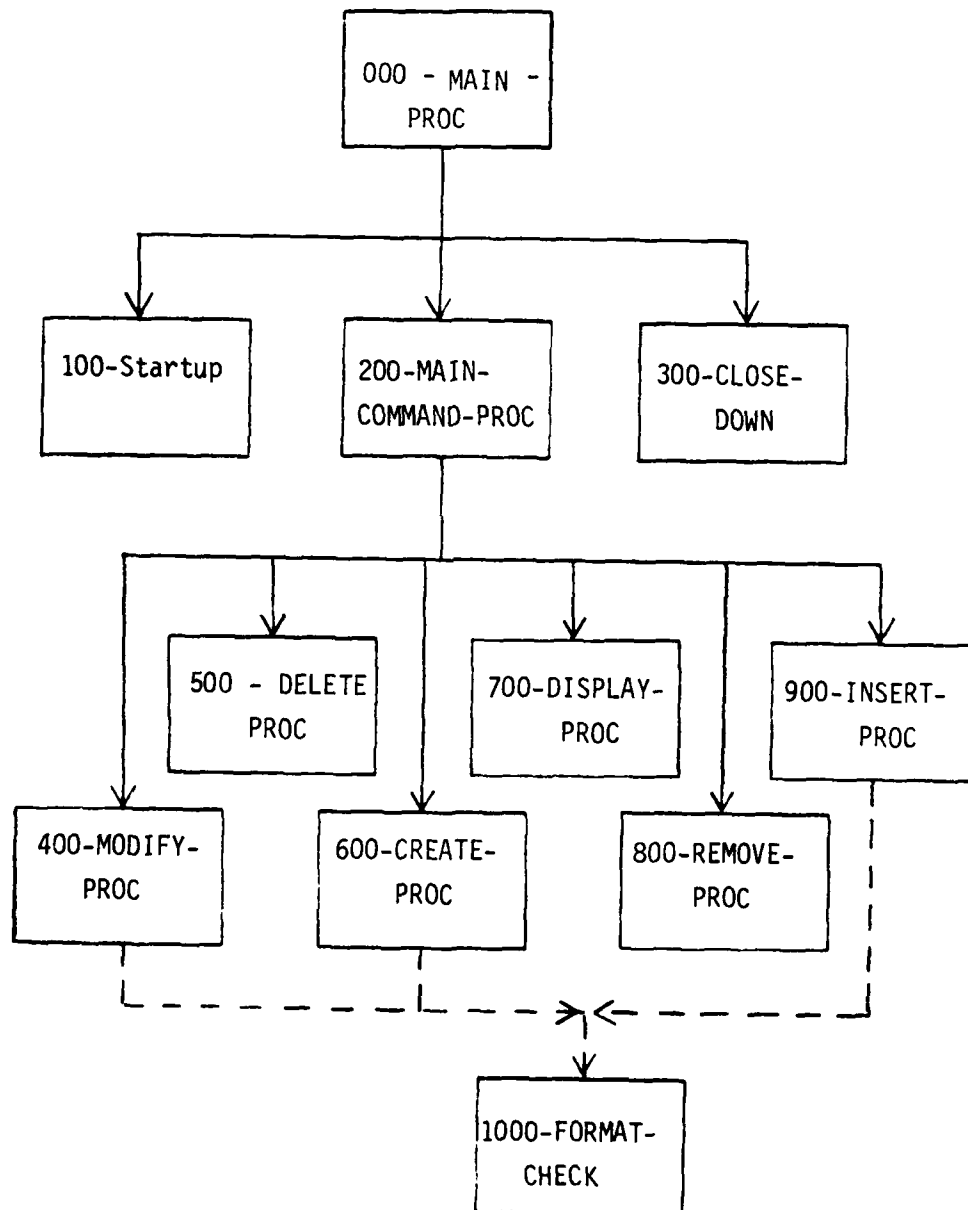 000 - MAIN -
PROC
100-Startup
200-MAIN-
COMMAND-PROC
300-CLOSE-
DOWN
500 - DELETE
PROC
700-DISPLAY-
PROC
900-INSERT-
PROC
400-MODIFY-
PROC
600-CREATE-
PROC
800-REMOVE-
PROC
1000-FORMAT-
CHECK